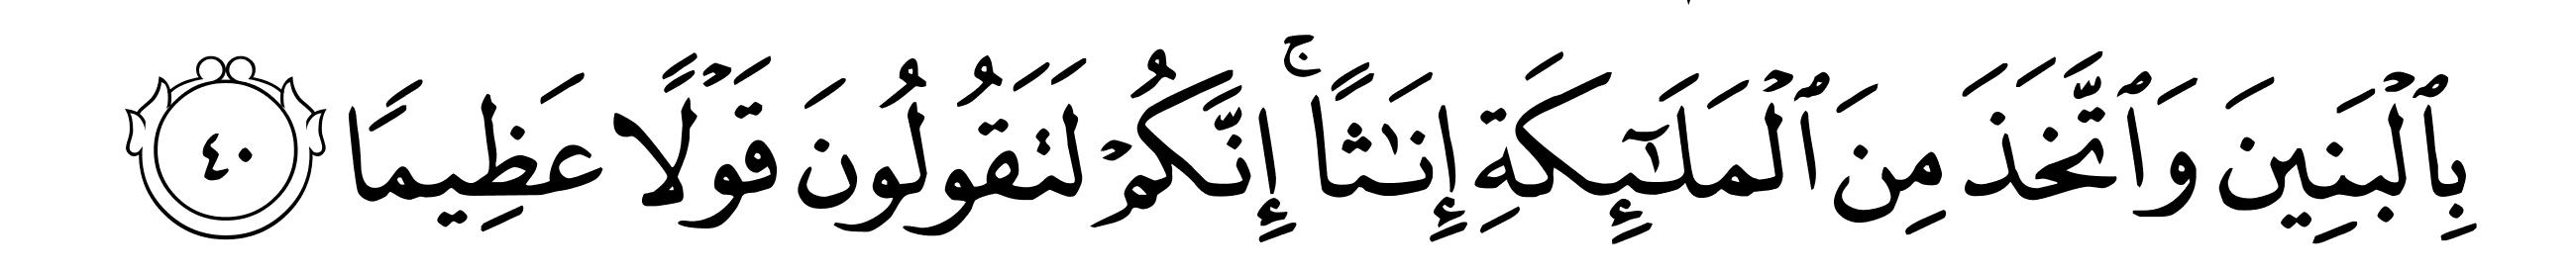 بِٱلْبَنِينَ وَٱتَّخَذَ مِنَ ٱلْمَلَـٰٓئِكَةِ إِنَـٰثًا ۚ إِنَّكُمْ لَتَقُولُونَ قَوْلًا عَظِيمًا ٤٠